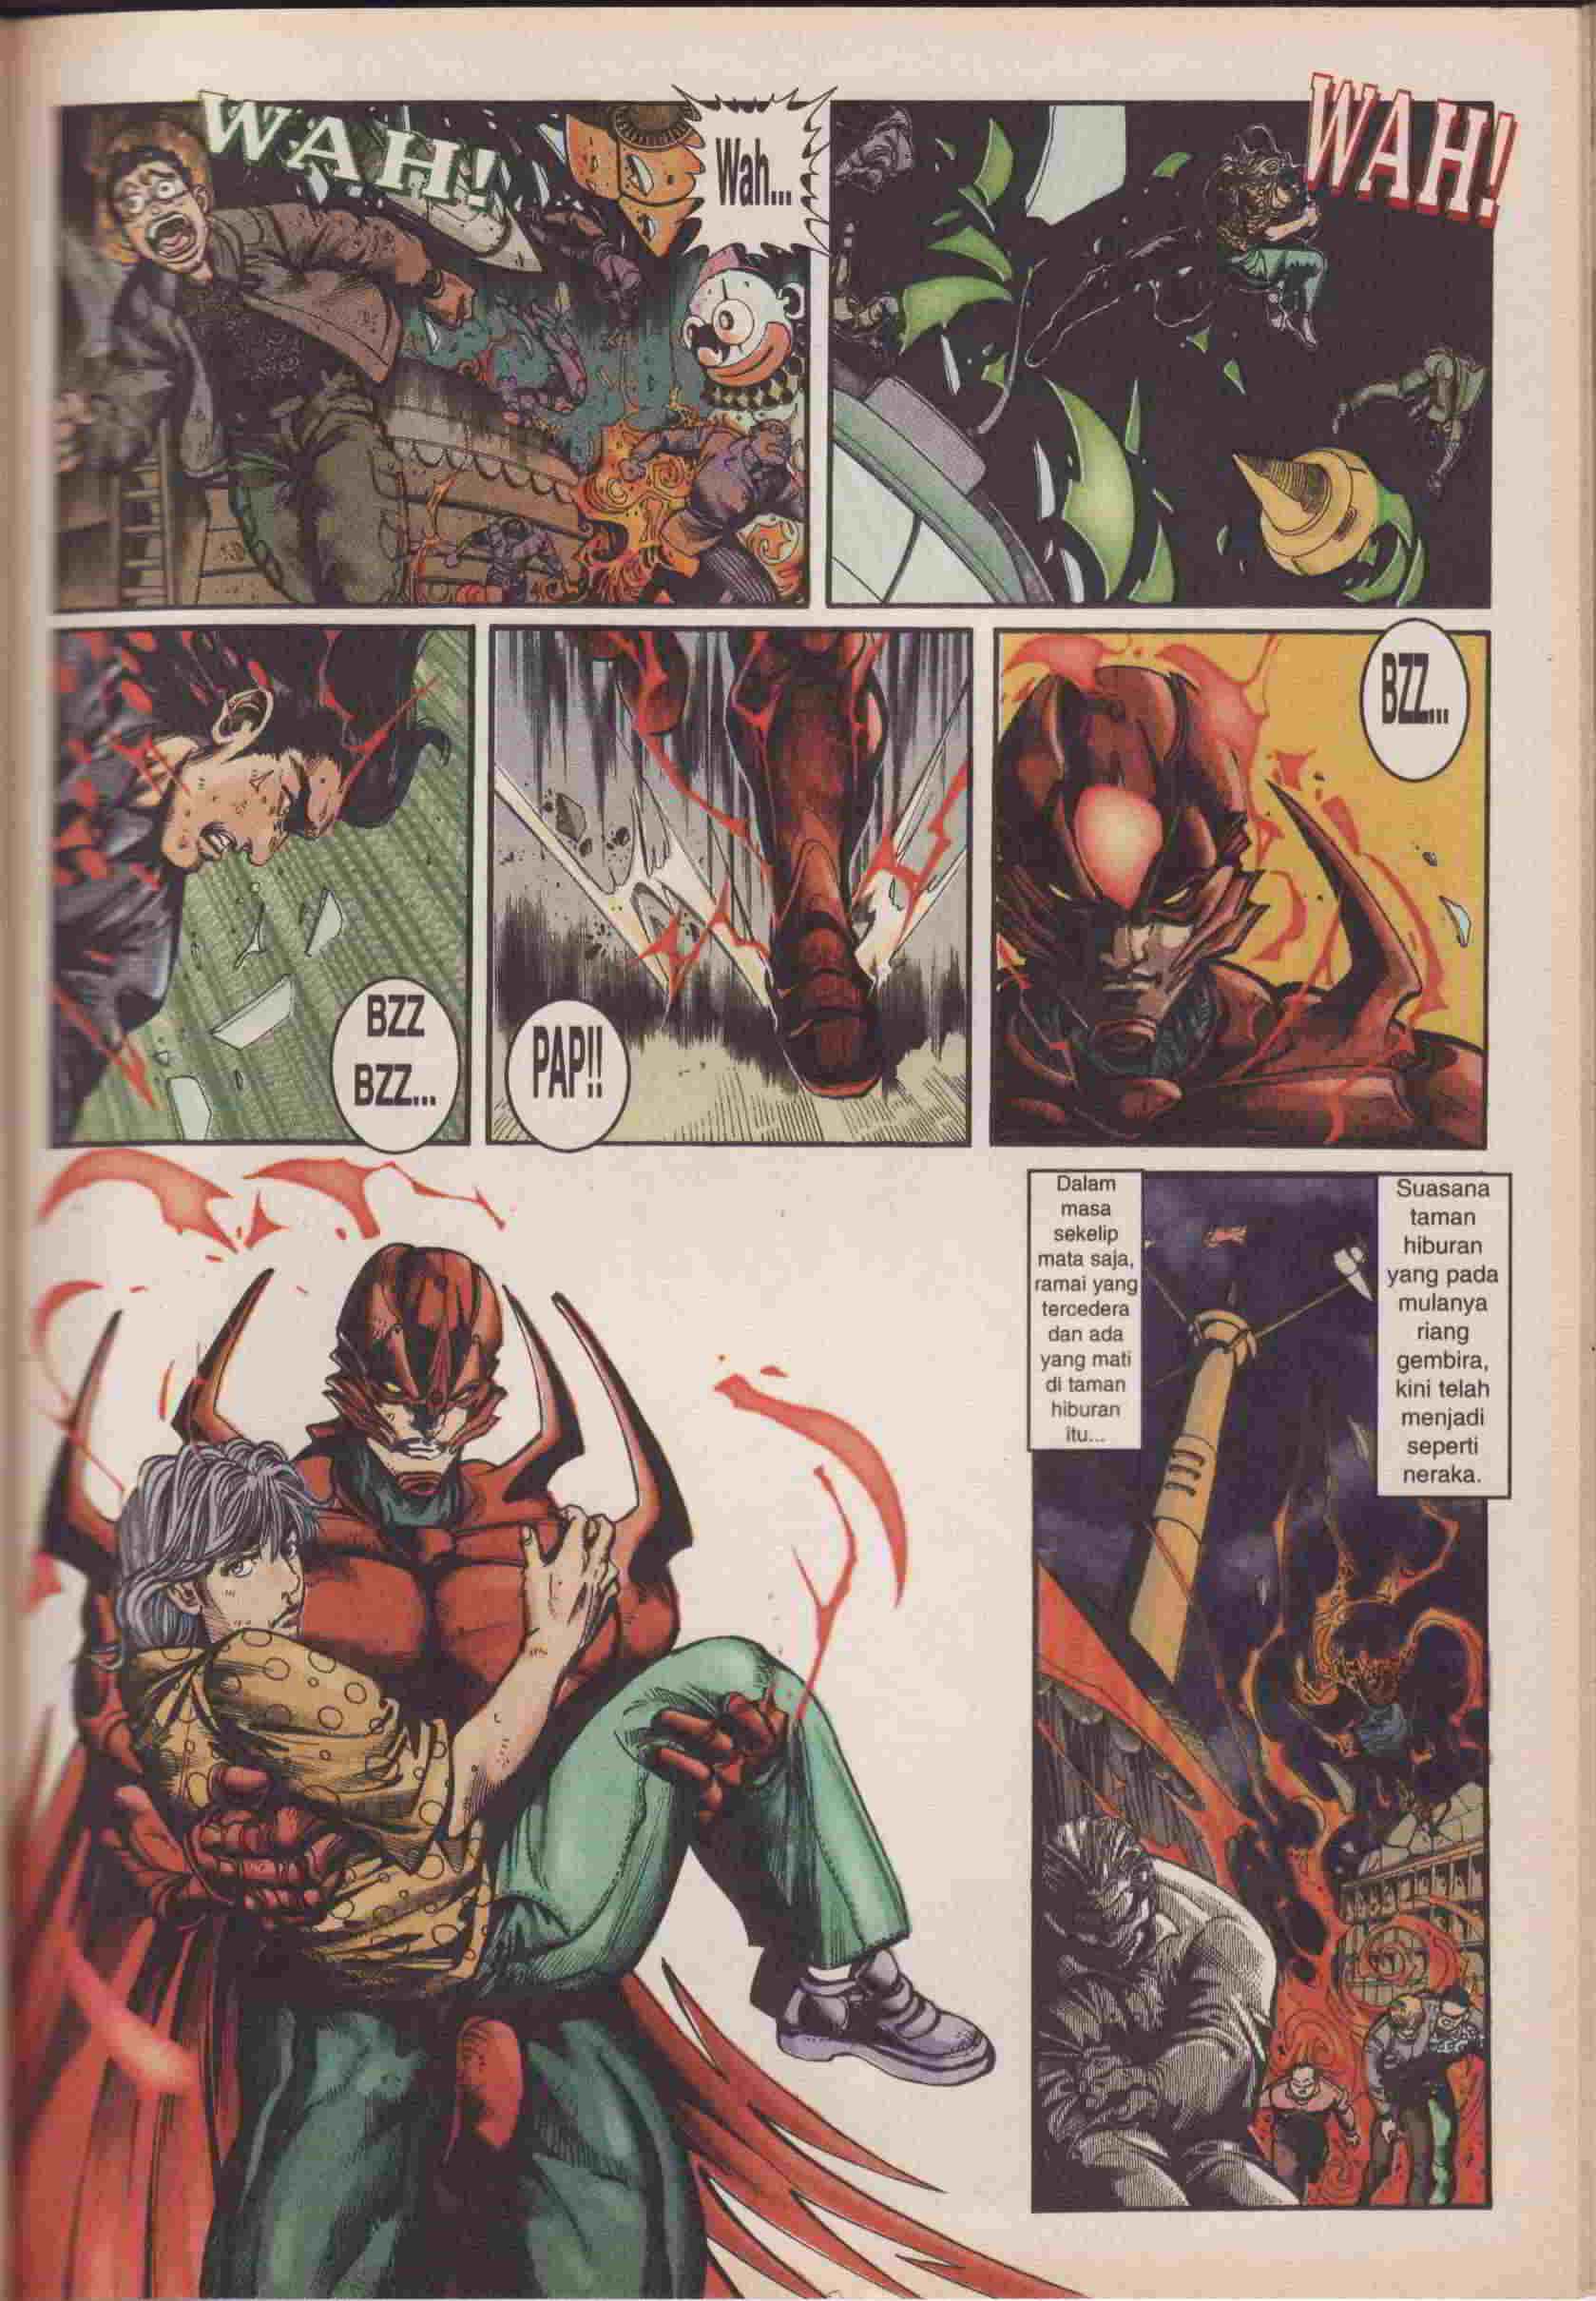 WAH!
Wah...
WAH!
BZZ...
PAP!!
BZZ
BZZ...
Suasana
taman
hiburan
yang pada
mulanya
riang
gembira,
kini telah
menjadi
seperti
neraka.
Dalam
masa
sekelip
mata saja,
ramai yang
tercedera
dan ada
yang mati
di taman
hiburan
itu...